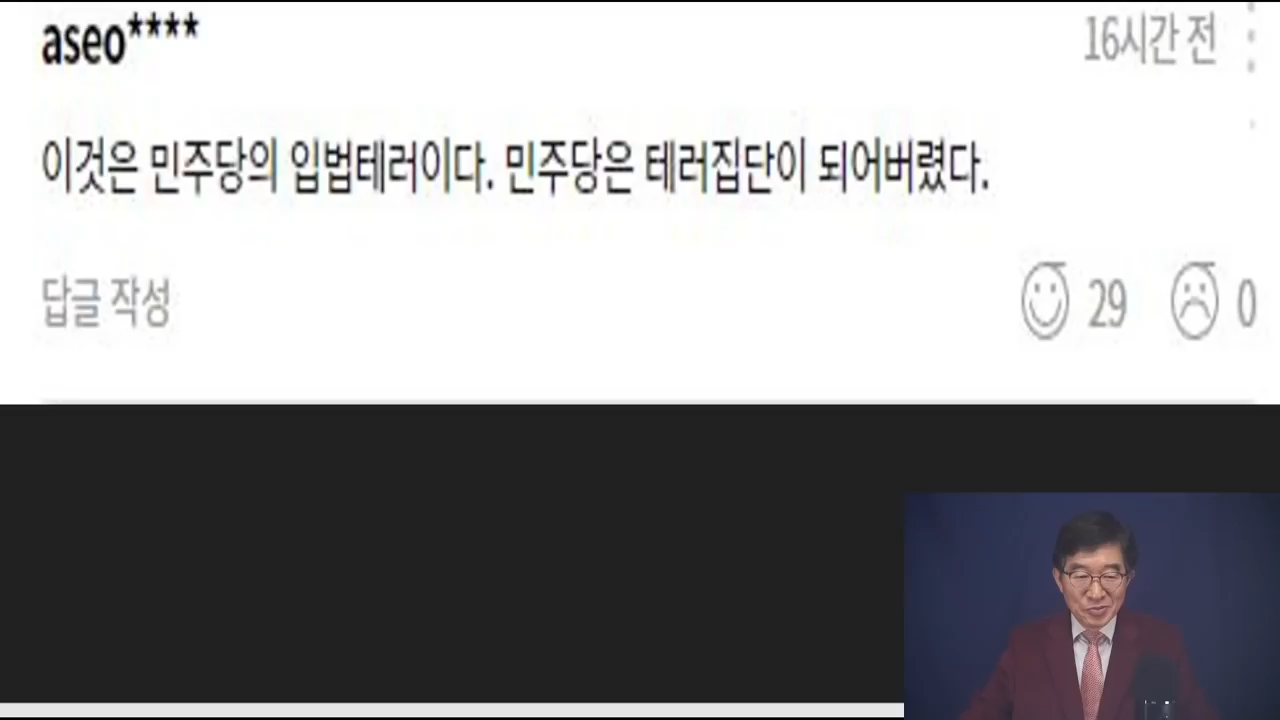 aseo****
16시간 전
이것은 민주당의 입법테러이다. 민주당은 테러집단이 되어버렸다.
답글 작성
29
0